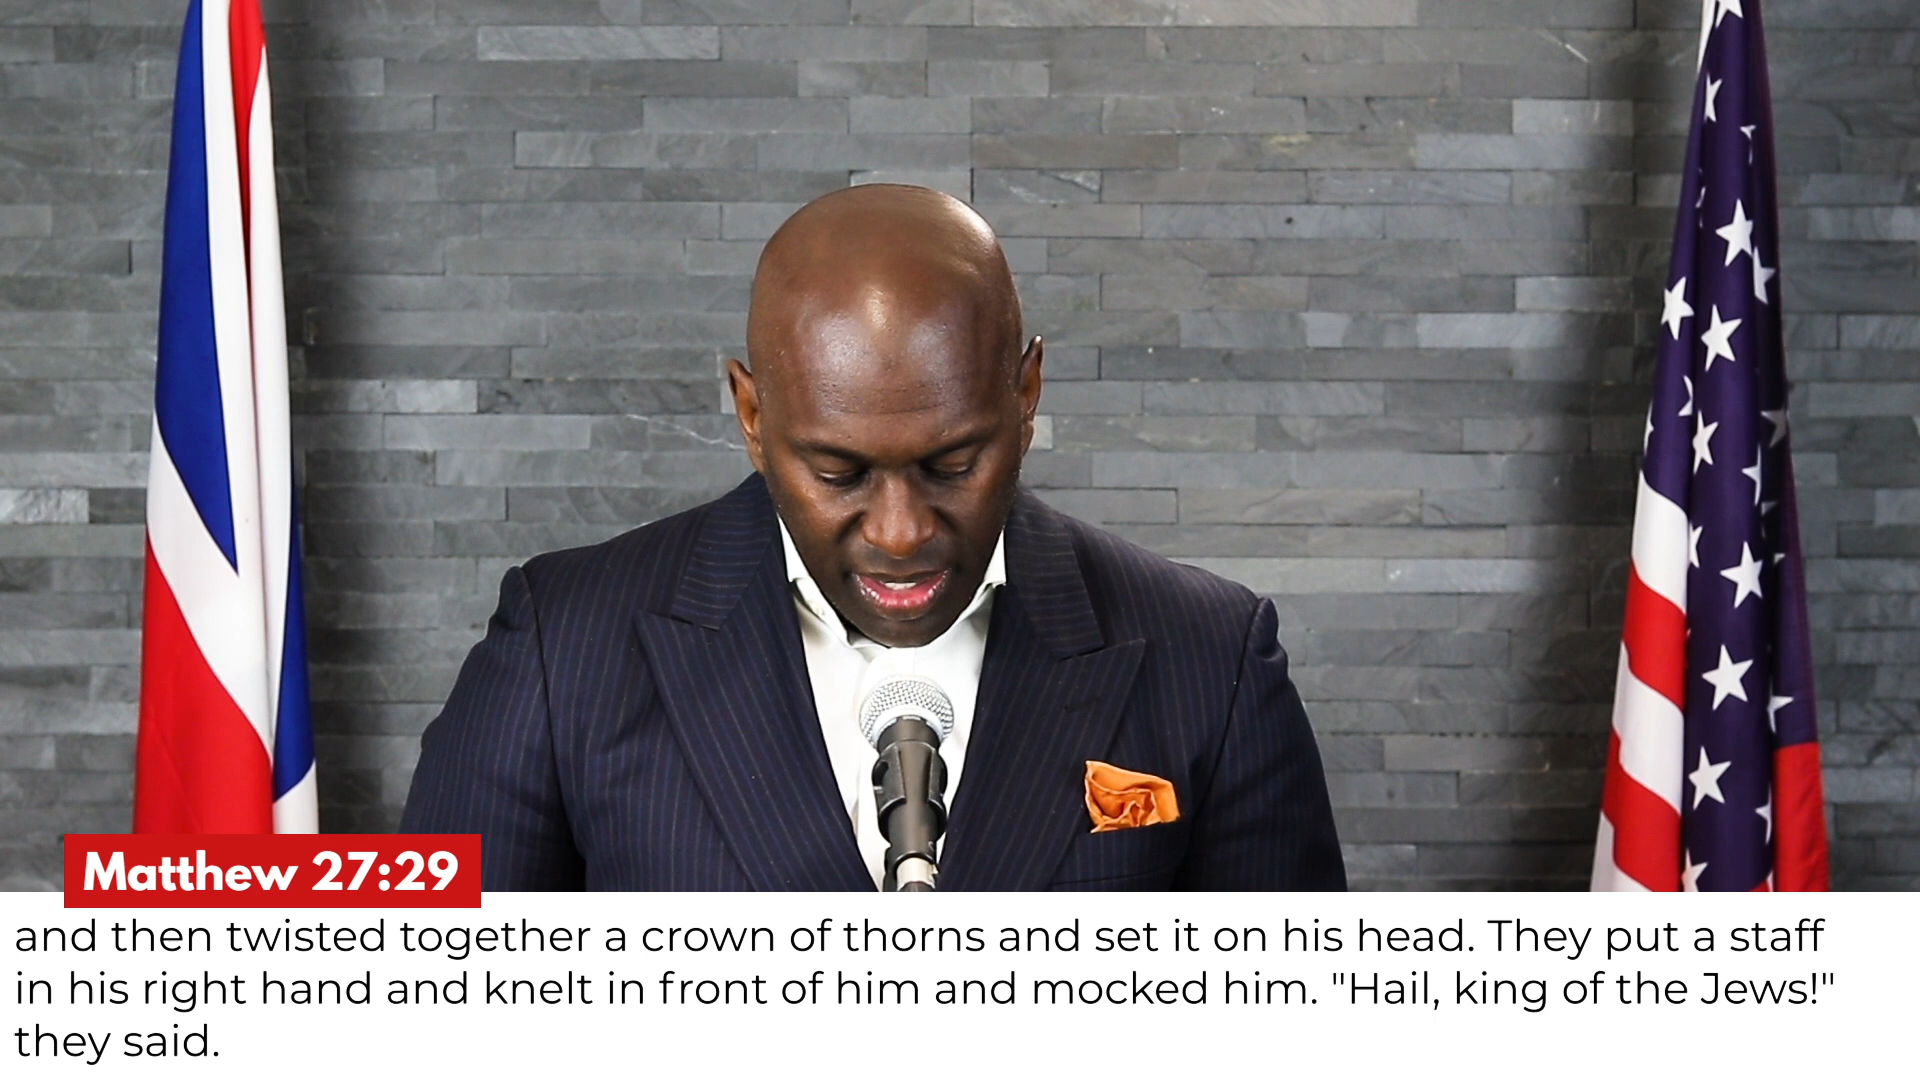 Matthew 27:29
and then twisted together a crown of thorns and set it on his head. They put a staff
in his right hand and knelt in front of him and mocked him. "Hail, king of the Jews!"
they said.